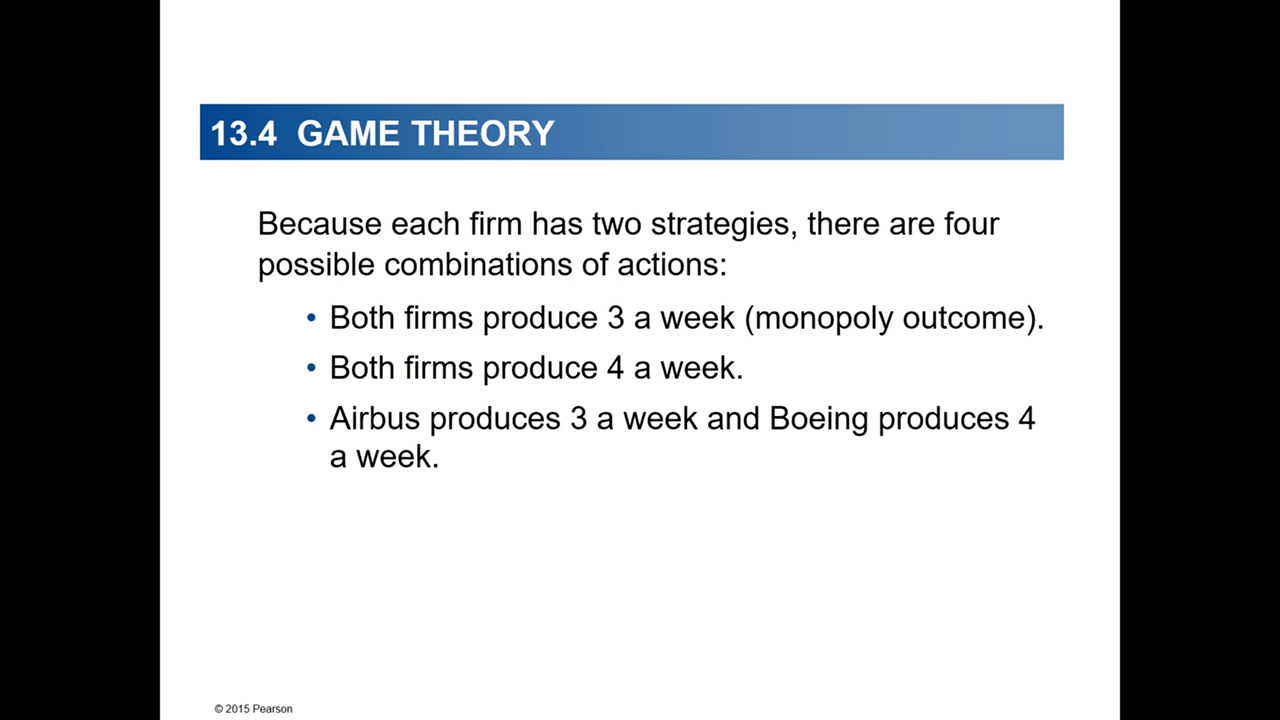 13.4 GAME THEORY
Because each firm has two strategies, there are four
possible combinations of actions:
• Both firms produce 3 a week (monopoly outcome).
• Both firms produce 4 a week.
• Airbus produces 3 a week and Boeing produces 4
a week.
© 2015 Pearson